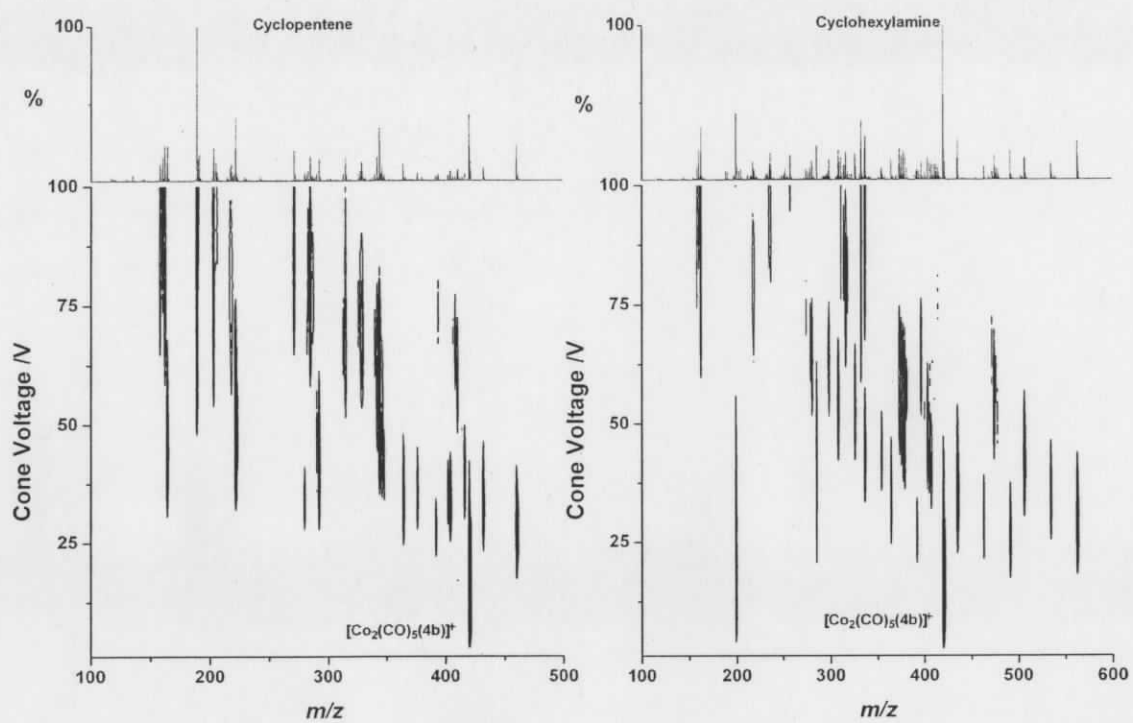 Cyclopentene
100
%
100
75
50
25
Cone Voltage /V
[Co₂(CO)₅(4b)]⁺
100 200 300 400 500
m/z
Cyclohexylamine
100
%
100
75
50
25
Cone Voltage /V
[Co₂(CO)₅(4b)]⁺
100 200 300 400 500 600
m/z